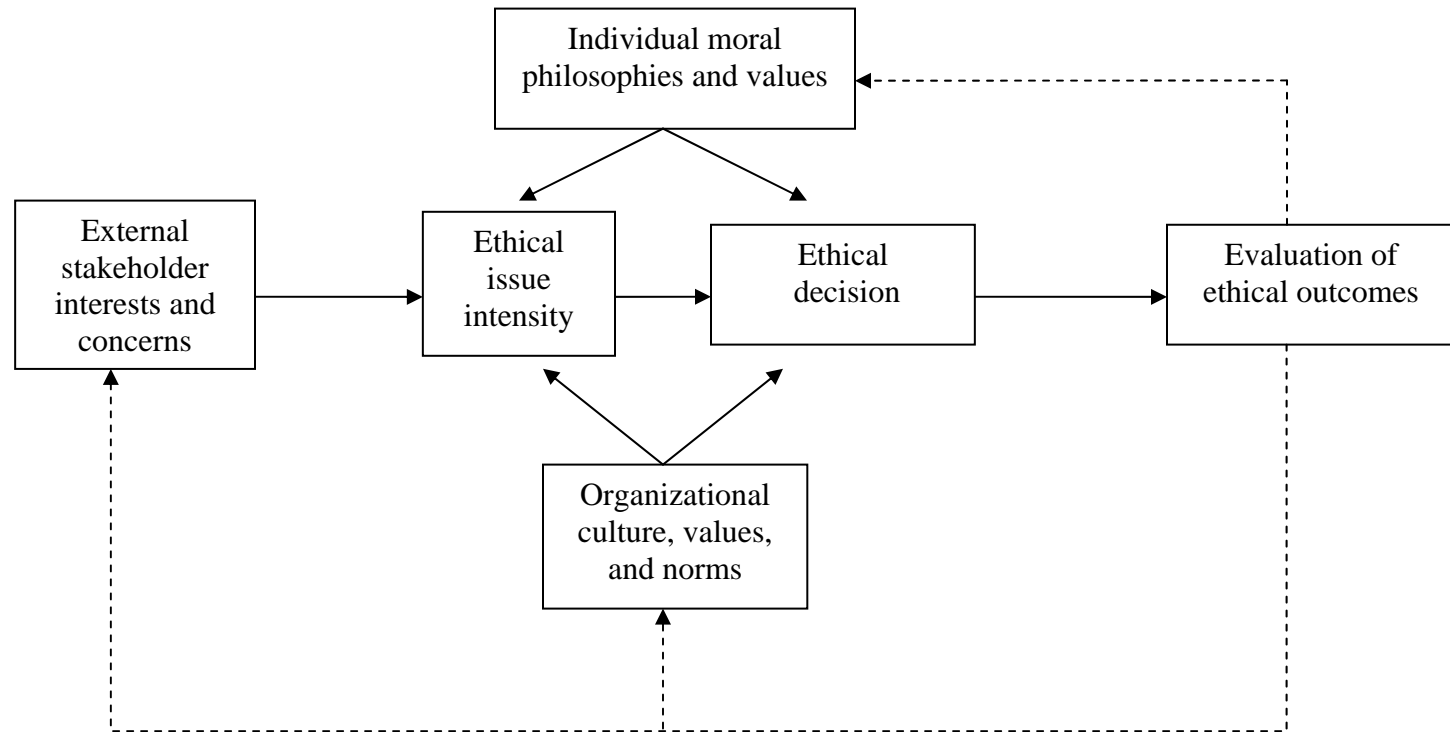 Individual moral
philosophies and values
External
stakeholder
interests and
concerns
Ethical
issue
intensity
Ethical
decision
Evaluation of
ethical outcomes
Organizational
culture, values,
and norms